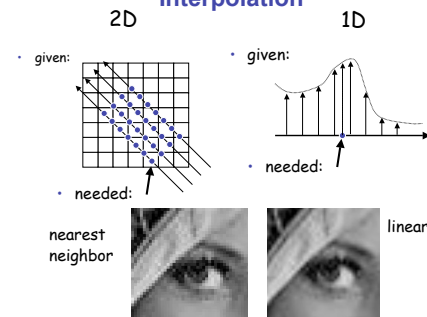 Interpolation
2D
1D
• given:
• given:
• needed:
• needed:
nearest
neighbor
linear